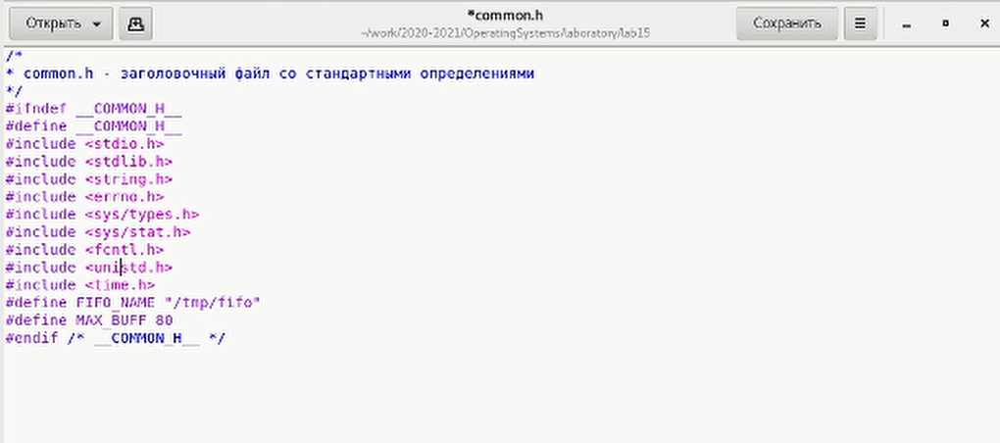 Открыть
*common.h
~/work/2020-2021/OperatingSystems/laboratory/lab15
Сохранить
/*
* common.h - заголовочный файл со стандартными определениями
*/
#ifndef __COMMON_H__
#define __COMMON_H__
#include <stdio.h>
#include <stdlib.h>
#include <string.h>
#include <errno.h>
#include <sys/types.h>
#include <sys/stat.h>
#include <fcntl.h>
#include <unistd.h>
#include <time.h>
#define FIFO_NAME "/tmp/fifo"
#define MAX_BUFF 80
#endif /* __COMMON_H__ */